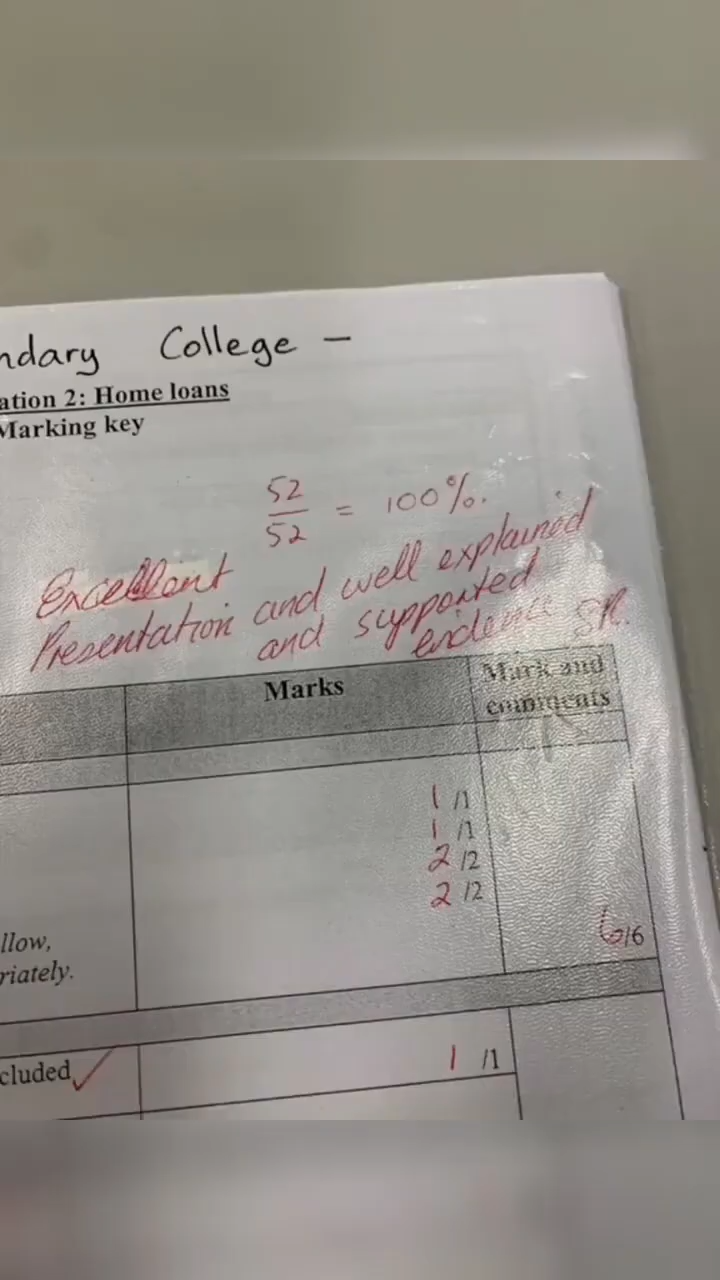 ndary College -
ation 2: Home loans
Marking key
52
52
= 100%.
Excellent
Presentation and well explained
and supported
evidence SR.
Marks
Mark and
comments
1 /1
1 /1
2 /2
2 /2
6/6
llow,
riately.
cluded
1 /1